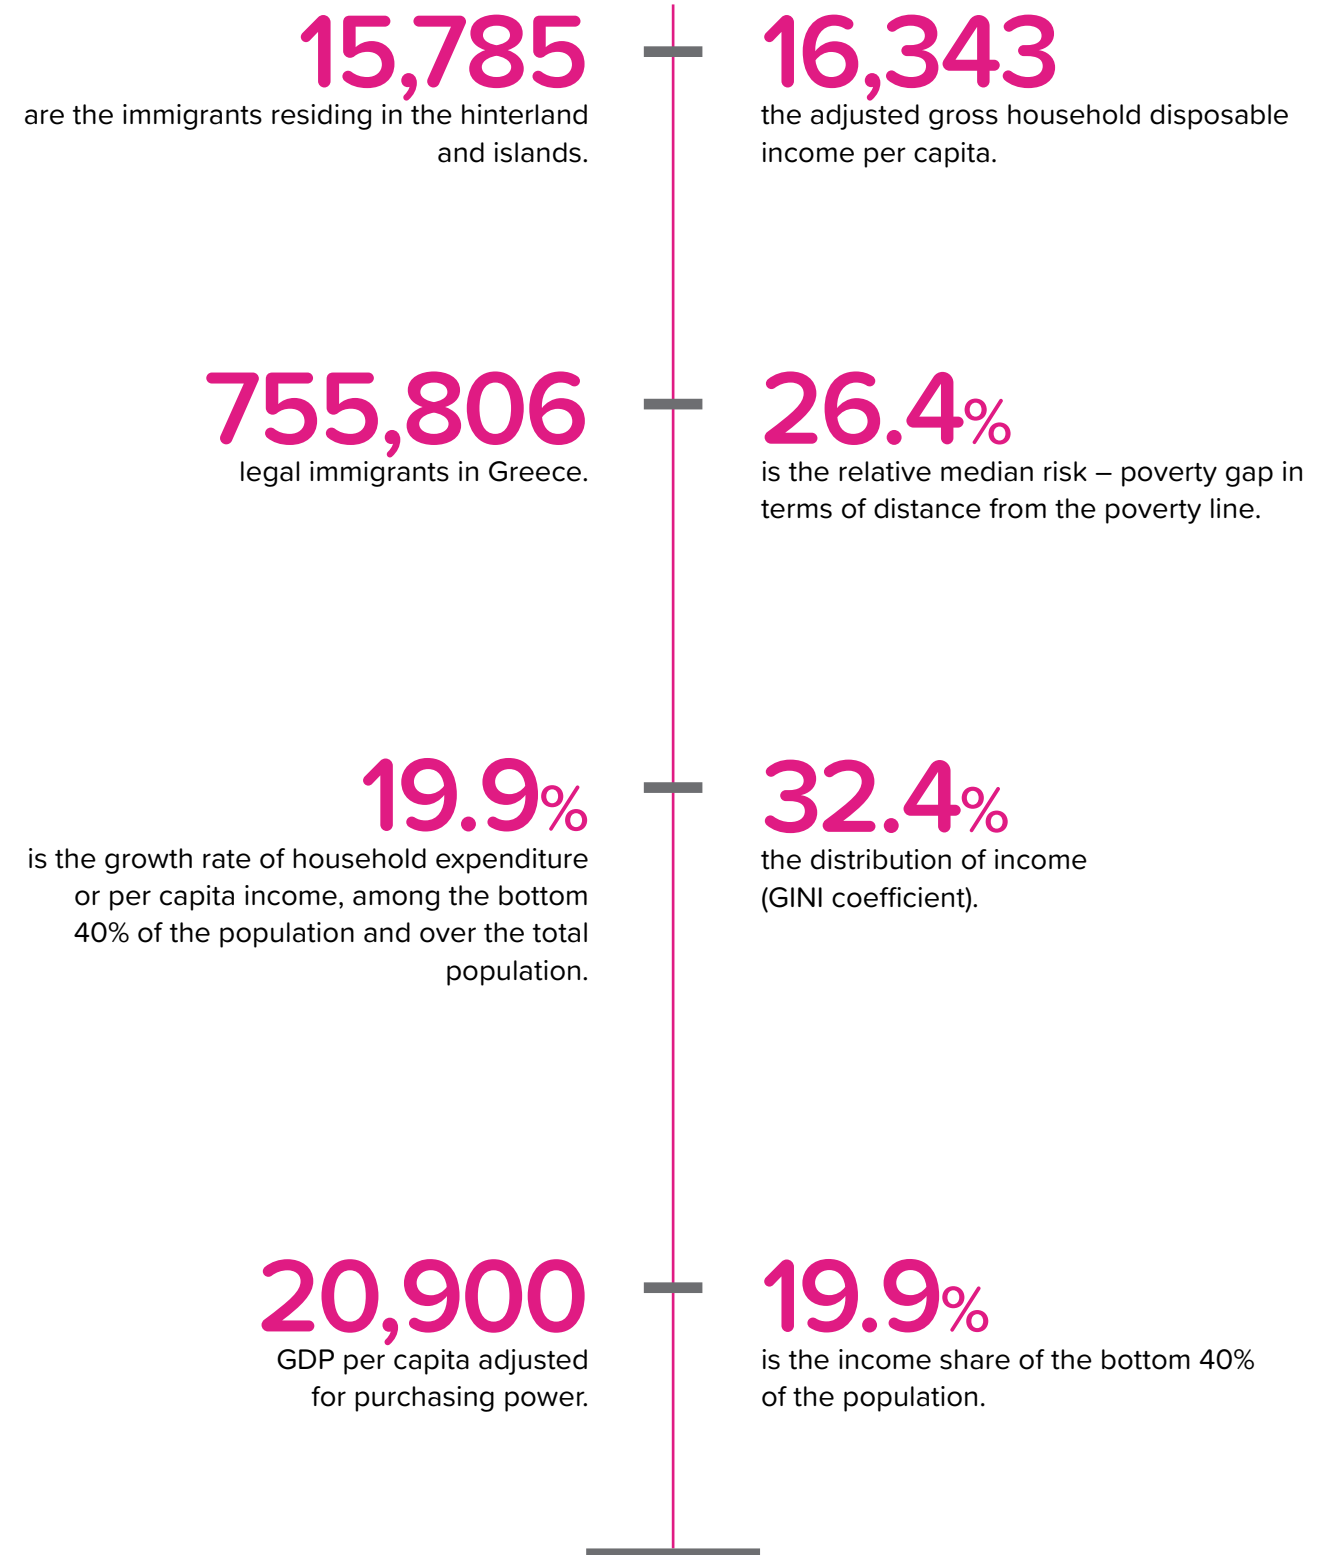 15,785
are the immigrants residing in the hinterland
and islands.
16,343
the adjusted gross household disposable
income per capita.
755,806
legal immigrants in Greece.
26.4%
is the relative median risk – poverty gap in
terms of distance from the poverty line.
19.9%
is the growth rate of household expenditure
or per capita income, among the bottom
40% of the population and over the total
population.
32.4%
the distribution of income
(GINI coefficient).
20,900
GDP per capita adjusted
for purchasing power.
19.9%
is the income share of the bottom 40%
of the population.